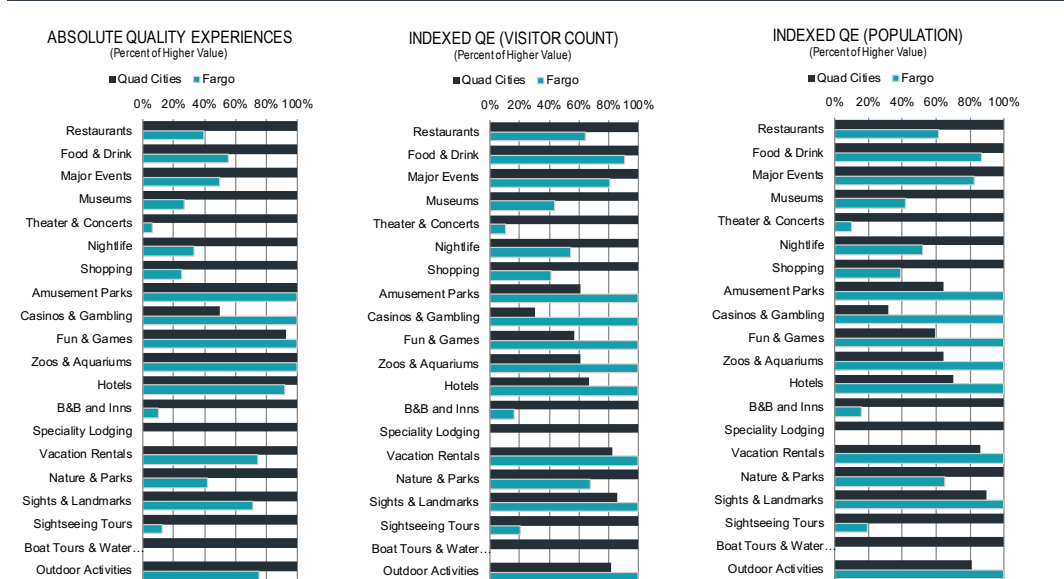 ABSOLUTE QUALITY EXPERIENCES
(Percent of Higher Value)
Quad Cities Fargo
0% 20% 40% 60% 80% 100%
Restaurants
Food & Drink
Major Events
Museums
Theater & Concerts
Nightlife
Shopping
Amusement Parks
Casinos & Gambling
Fun & Games
Zoos & Aquariums
Hotels
B&B and Inns
Speciality Lodging
Vacation Rentals
Nature & Parks
Sights & Landmarks
Sightseeing Tours
Boat Tours & Water…
Outdoor Activities
INDEXED QE (VISITOR COUNT)
(Percent of Higher Value)
Quad Cities Fargo
0% 20% 40% 60% 80% 100%
Restaurants
Food & Drink
Major Events
Museums
Theater & Concerts
Nightlife
Shopping
Amusement Parks
Casinos & Gambling
Fun & Games
Zoos & Aquariums
Hotels
B&B and Inns
Speciality Lodging
Vacation Rentals
Nature & Parks
Sights & Landmarks
Sightseeing Tours
Boat Tours & Water…
Outdoor Activities
INDEXED QE (POPULATION)
(Percent of Higher Value)
Quad Cities Fargo
0% 20% 40% 60% 80% 100%
Restaurants
Food & Drink
Major Events
Museums
Theater & Concerts
Nightlife
Shopping
Amusement Parks
Casinos & Gambling
Fun & Games
Zoos & Aquariums
Hotels
B&B and Inns
Speciality Lodging
Vacation Rentals
Nature & Parks
Sights & Landmarks
Sightseeing Tours
Boat Tours & Water…
Outdoor Activities